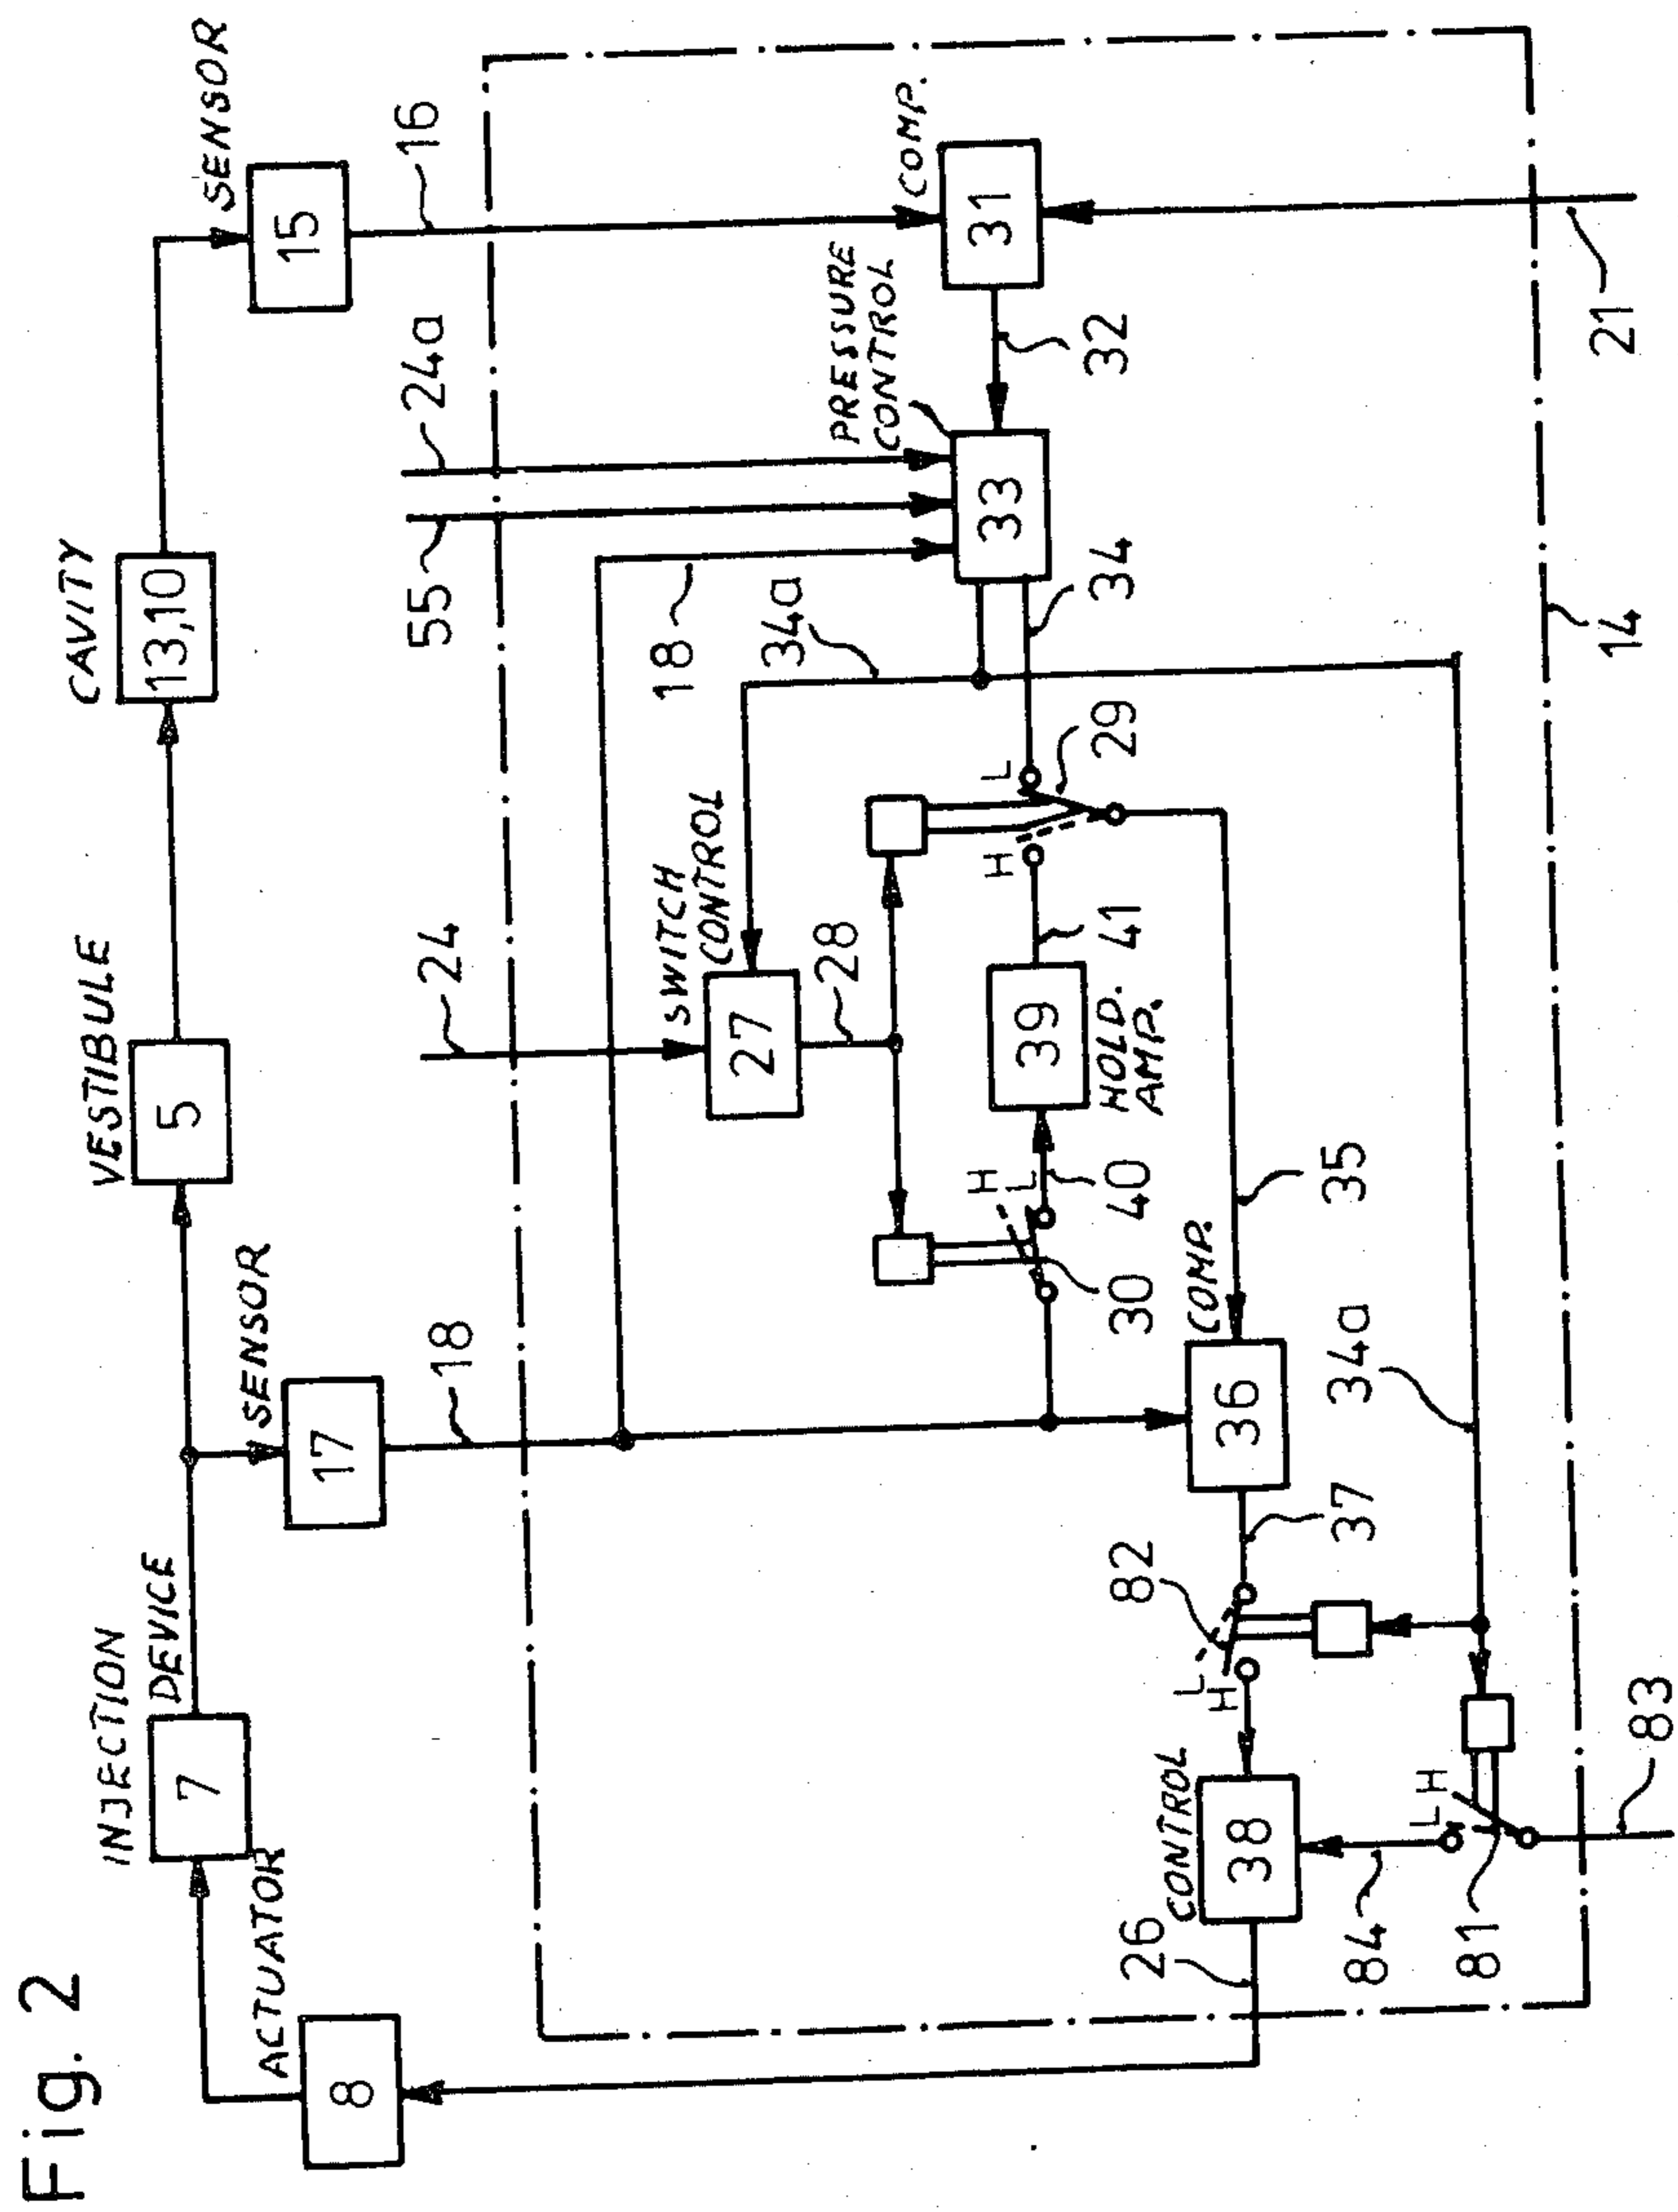 Fig. 2
INJECTION
DEVICE
7
VESTIBULE
5
CAVITY
13,10
SENSOR
15
16
ACTUATOR
8
SENSOR
17
18
24
55
24a
18
34a
SWITCH
CONTROL
27
28
PRESSURE
CONTROL
33
COMP.
31
32
34
29
L
H
41
39
HOLD.
AMP.
40
H
L
30
35
COMP.
36
34a
37
82
L
H
CONTROL
38
26
84
L
H
81
83
14
21